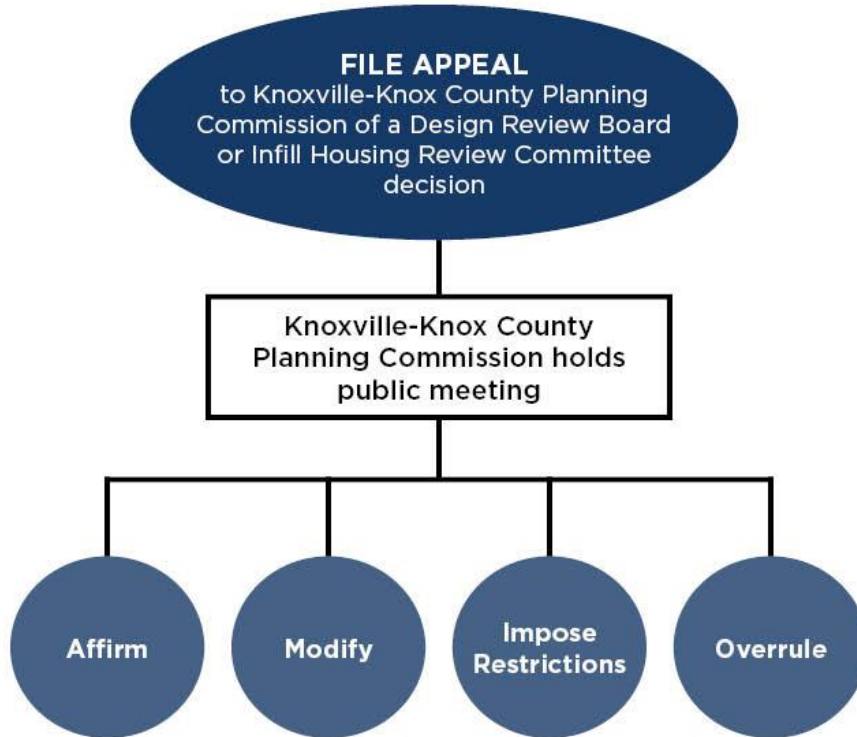 FILE APPEAL
to Knoxville-Knox County Planning
Commission of a Design Review Board
or Infill Housing Review Committee
decision
Knoxville-Knox County
Planning Commission holds
public meeting
Affirm
Modify
Impose
Restrictions
Overrule